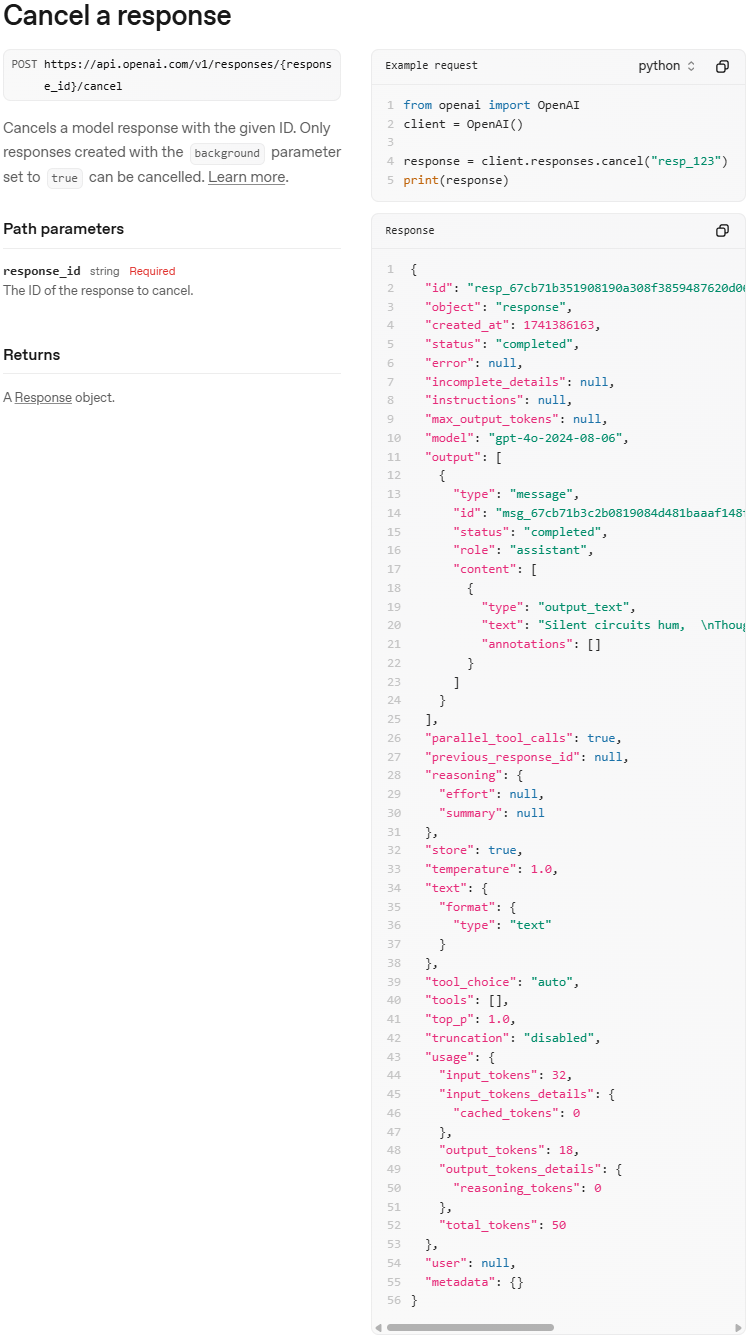 Cancel a response
POST https://api.openai.com/v1/responses/{respons
e_id}/cancel
Cancels a model response with the given ID. Only
responses created with the background parameter
set to true can be cancelled. Learn more.
Path parameters
response_id string Required
The ID of the response to cancel.
Returns
A Response object.
Example request
python
1 from openai import OpenAI
2 client = OpenAI()
3
4 response = client.responses.cancel("resp_123")
5 print(response)
Response
1 {
2   "id": "resp_67cb71b351908190a308f3859487620d0
3   "object": "response",
4   "created_at": 1741386163,
5   "status": "completed",
6   "error": null,
7   "incomplete_details": null,
8   "instructions": null,
9   "max_output_tokens": null,
10   "model": "gpt-4o-2024-08-06",
11   "output": [
12     {
13       "type": "message",
14       "id": "msg_67cb71b3c2b0819084d481baaaf148
15       "status": "completed",
16       "role": "assistant",
17       "content": [
18         {
19           "type": "output_text",
20           "text": "Silent circuits hum,  \nThoug
21           "annotations": []
22         }
23       ]
24     }
25   ],
26   "parallel_tool_calls": true,
27   "previous_response_id": null,
28   "reasoning": {
29     "effort": null,
30     "summary": null
31   },
32   "store": true,
33   "temperature": 1.0,
34   "text": {
35     "format": {
36       "type": "text"
37     }
38   },
39   "tool_choice": "auto",
40   "tools": [],
41   "top_p": 1.0,
42   "truncation": "disabled",
43   "usage": {
44     "input_tokens": 32,
45     "input_tokens_details": {
46       "cached_tokens": 0
47     },
48     "output_tokens": 18,
49     "output_tokens_details": {
50       "reasoning_tokens": 0
51     },
52     "total_tokens": 50
53   },
54   "user": null,
55   "metadata": {}
56 }